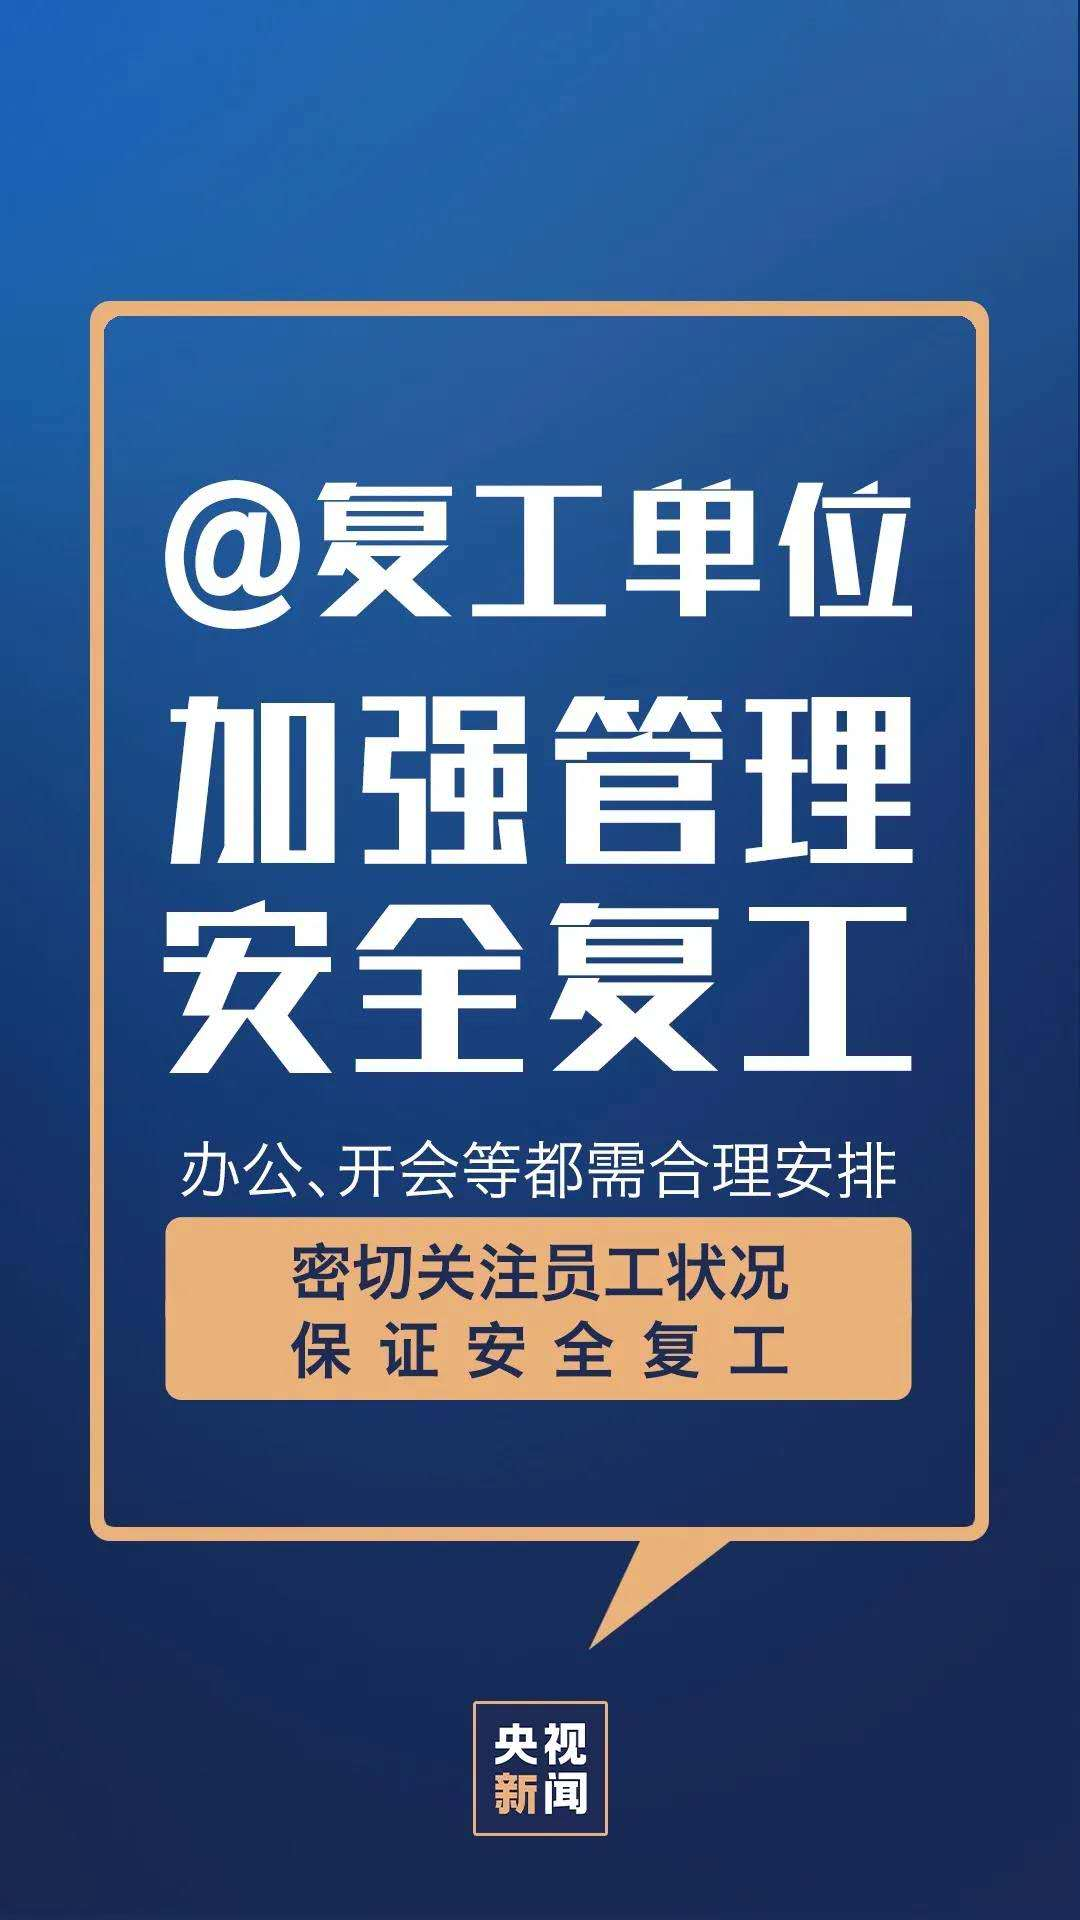 @复工单位
加强管理
安全复工
办公、开会等都需合理安排
密切关注员工状况
保证安全复工
央视
新闻